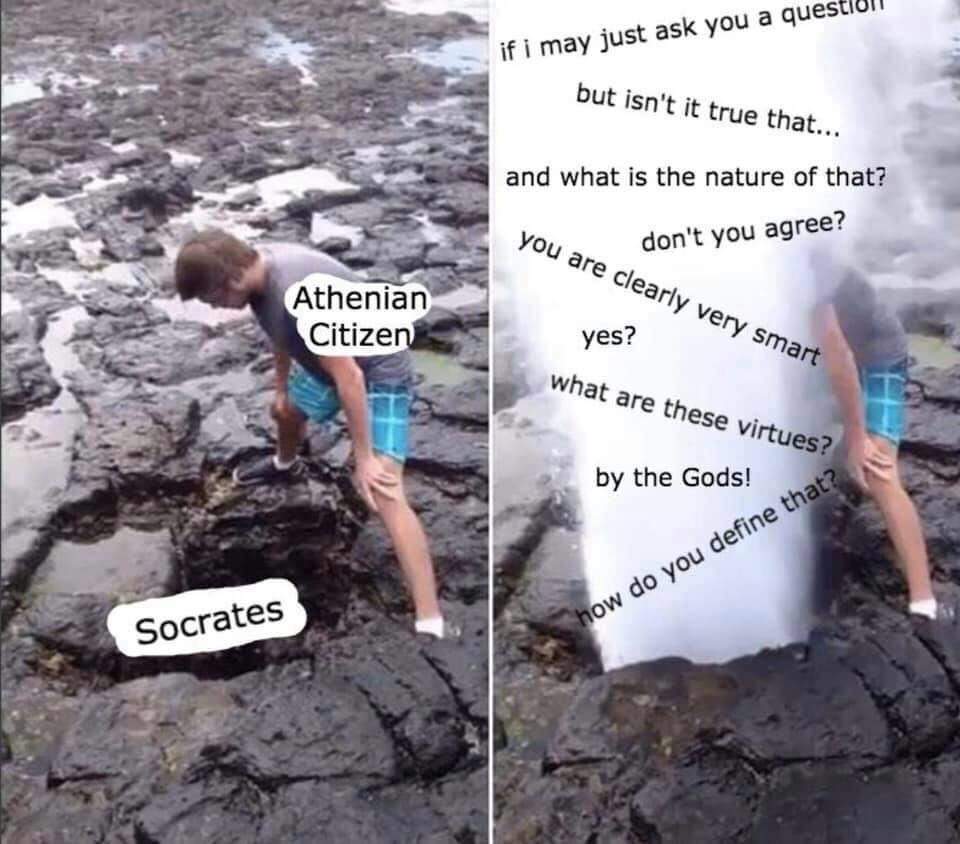 Athenian
Citizen
Socrates
if i may just ask you a question
but isn't it true that...
and what is the nature of that?
don't you agree?
you are clearly very smart
yes?
what are these virtues?
by the Gods!
how do you define that?